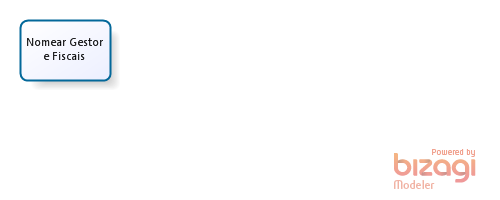 Nomear Gestor
e Fiscais
Powered by
bizagi
Modeler